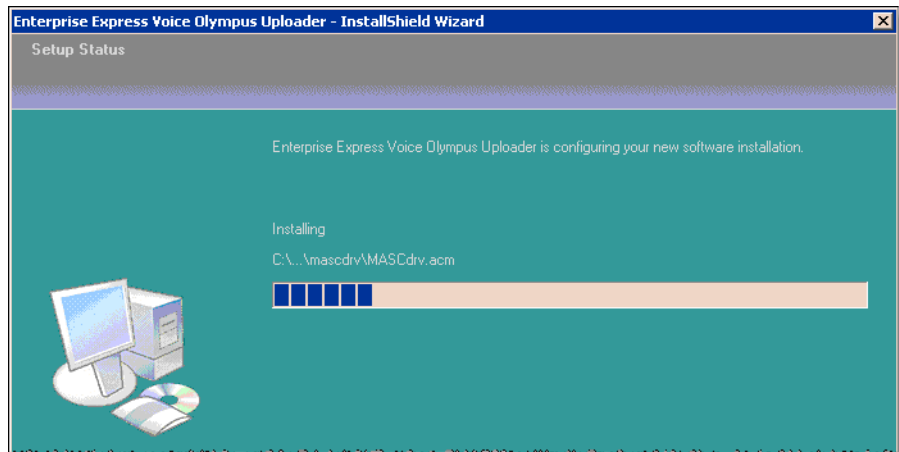 Enterprise Express Voice Olympus Uploader - InstallShield Wizard
Setup Status
Enterprise Express Voice Olympus Uploader is configuring your new software installation.
Installing
C:\...\mascdrv\MASCdrv.acm